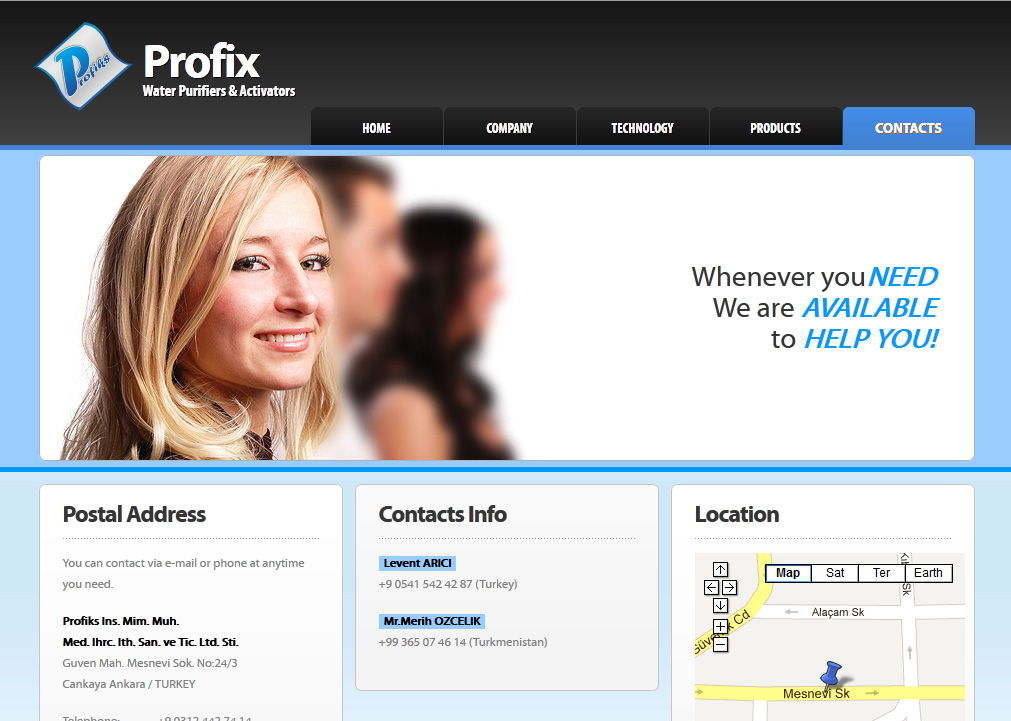 Profiks
Profix
Water Purifiers & Activators
HOME
COMPANY
TECHNOLOGY
PRODUCTS
CONTACTS
Whenever you NEED
We are AVAILABLE
to HELP YOU!
Postal Address
You can contact via e-mail or phone at anytime
you need.
Profiks Ins. Mim. Muh.
Med. Ihrc. Ith. San. ve Tic. Ltd. Sti.
Guven Mah. Mesnevi Sok. No:24/3
Cankaya Ankara / TURKEY
Telephone: +9 0312 442 74 14
Contacts Info
Levent ARICI
+9 0541 542 42 87 (Turkey)
Mr.Merih OZCELIK
+99 365 07 46 14 (Turkmenistan)
Location
Map
Sat
Ter
Earth
Alaçam Sk
Cd
Sk
Mesnevi Sk